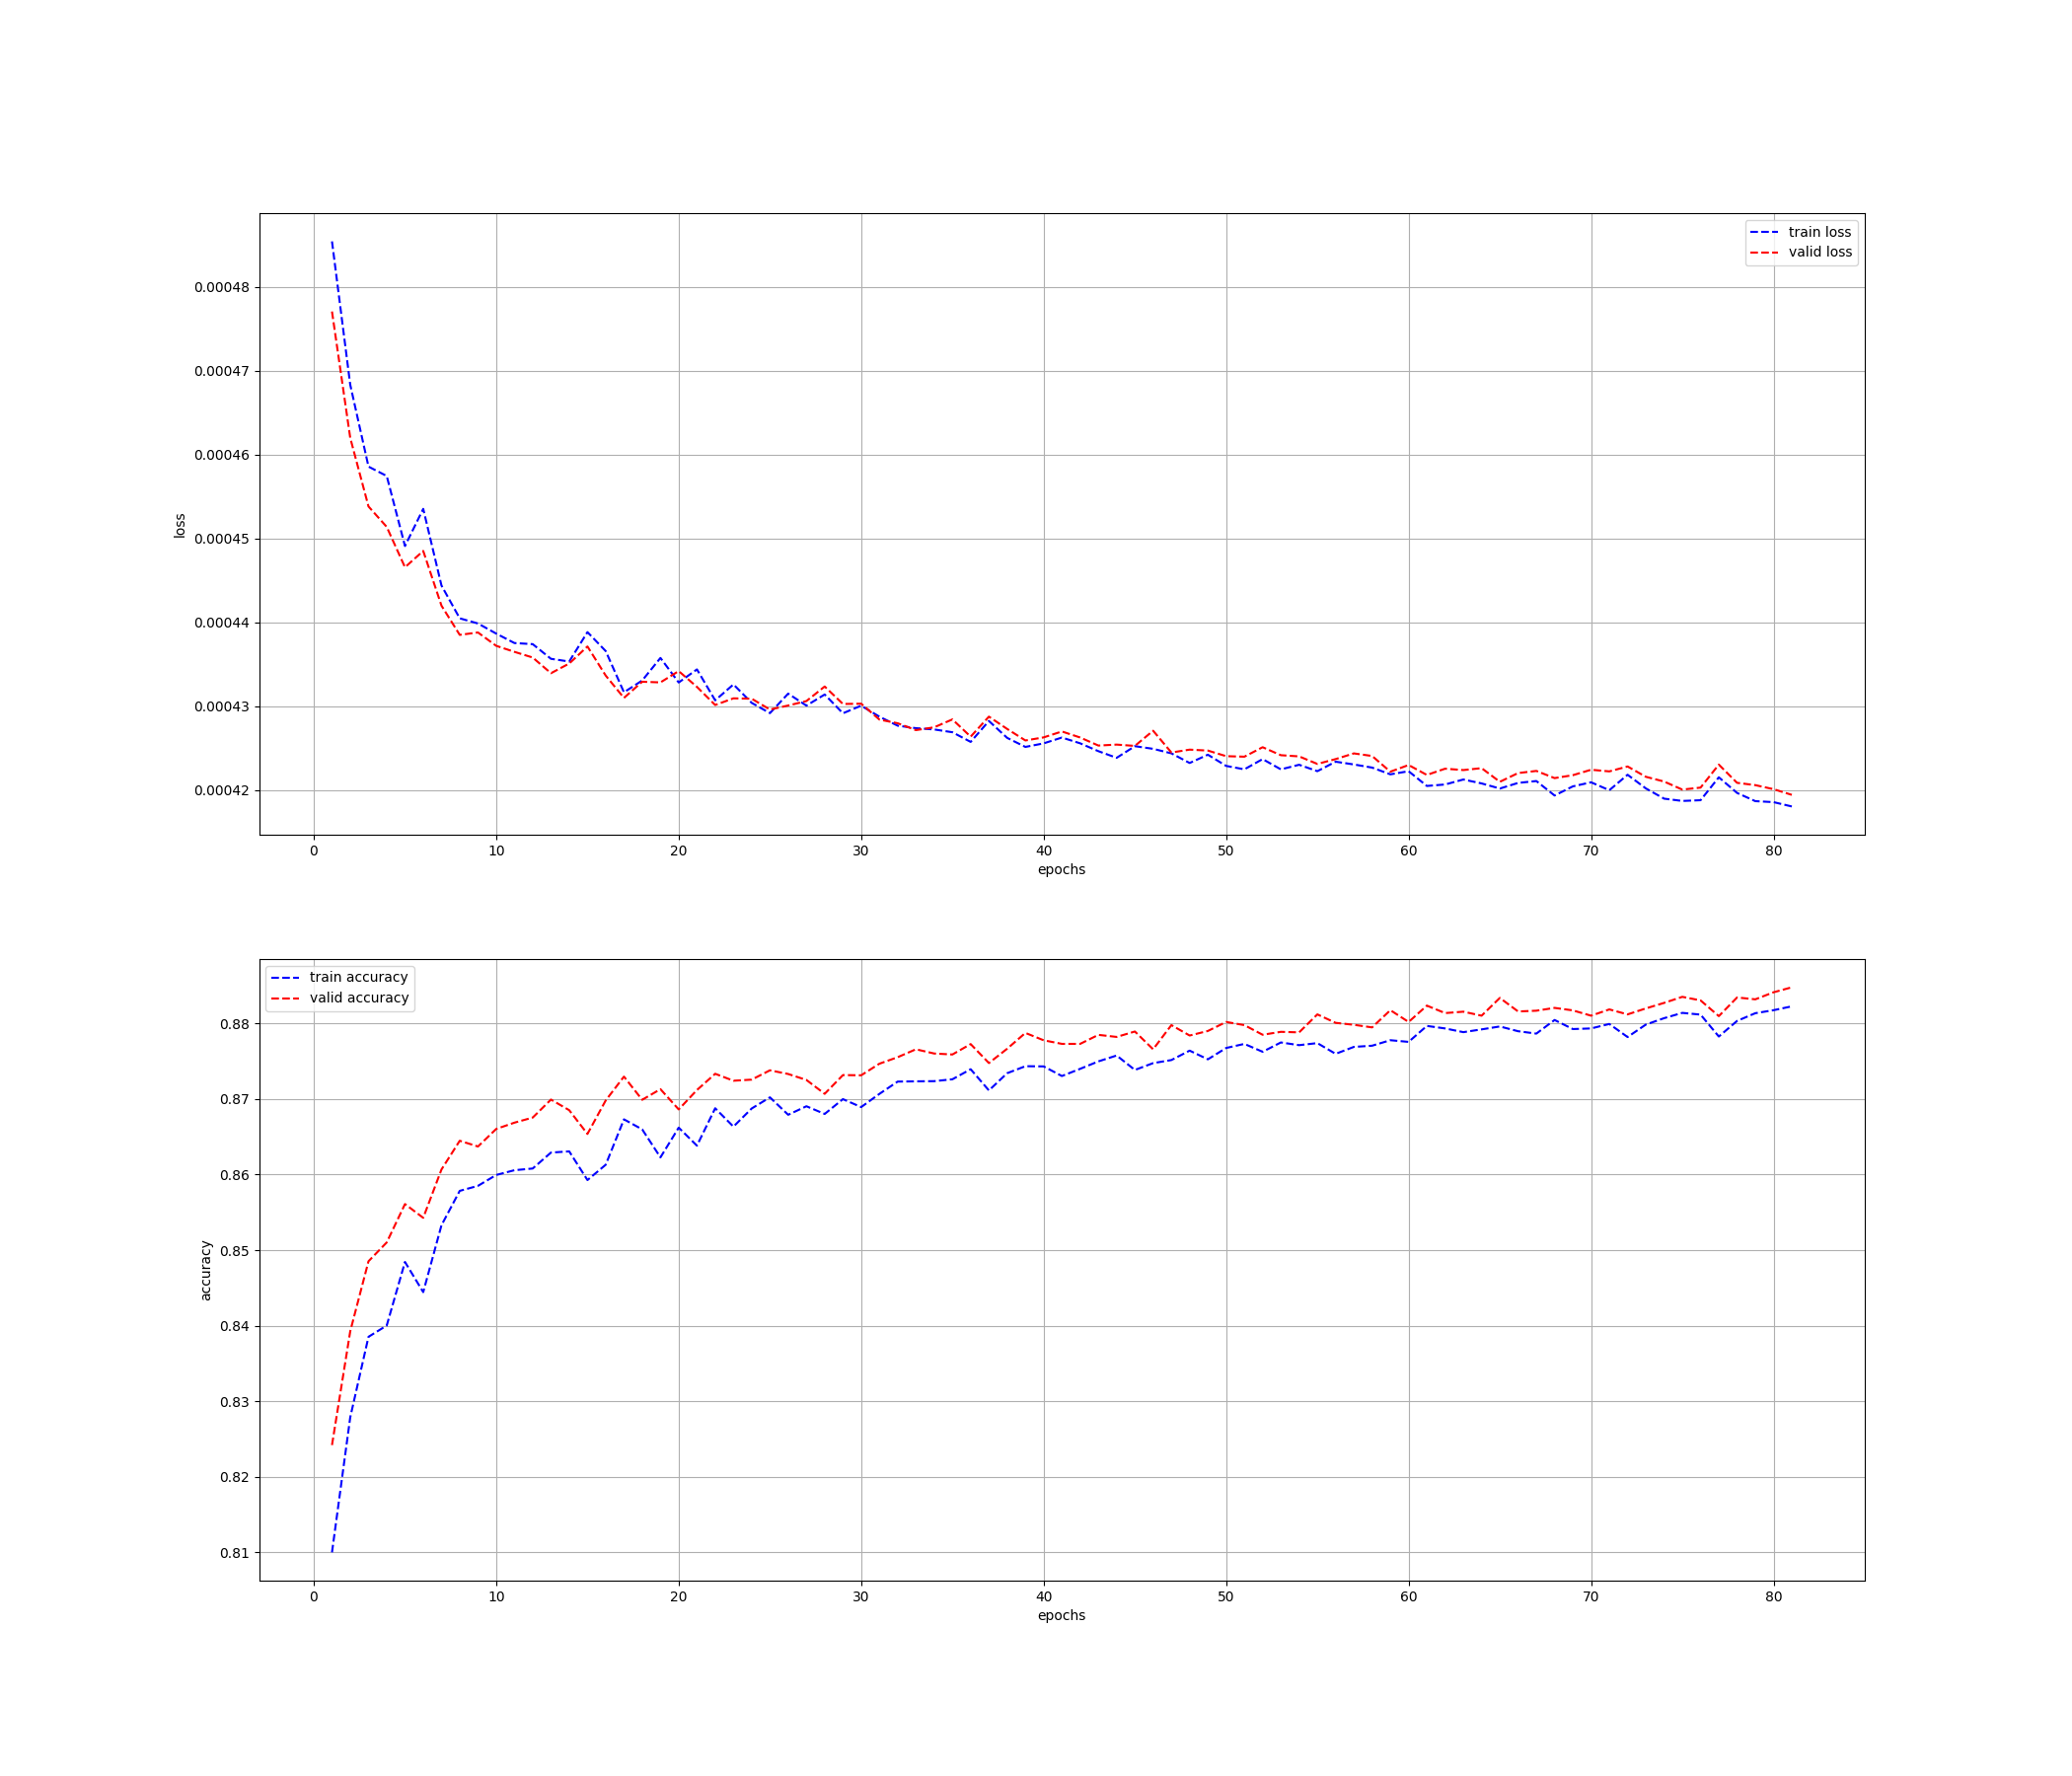 train loss
valid loss
0.00048
0.00047
0.00046
0.00045
0.00044
0.00043
0.00042
loss
0 10 20 30 40 50 60 70 80
epochs
train accuracy
valid accuracy
0.88
0.87
0.86
0.85
0.84
0.83
0.82
0.81
accuracy
0 10 20 30 40 50 60 70 80
epochs